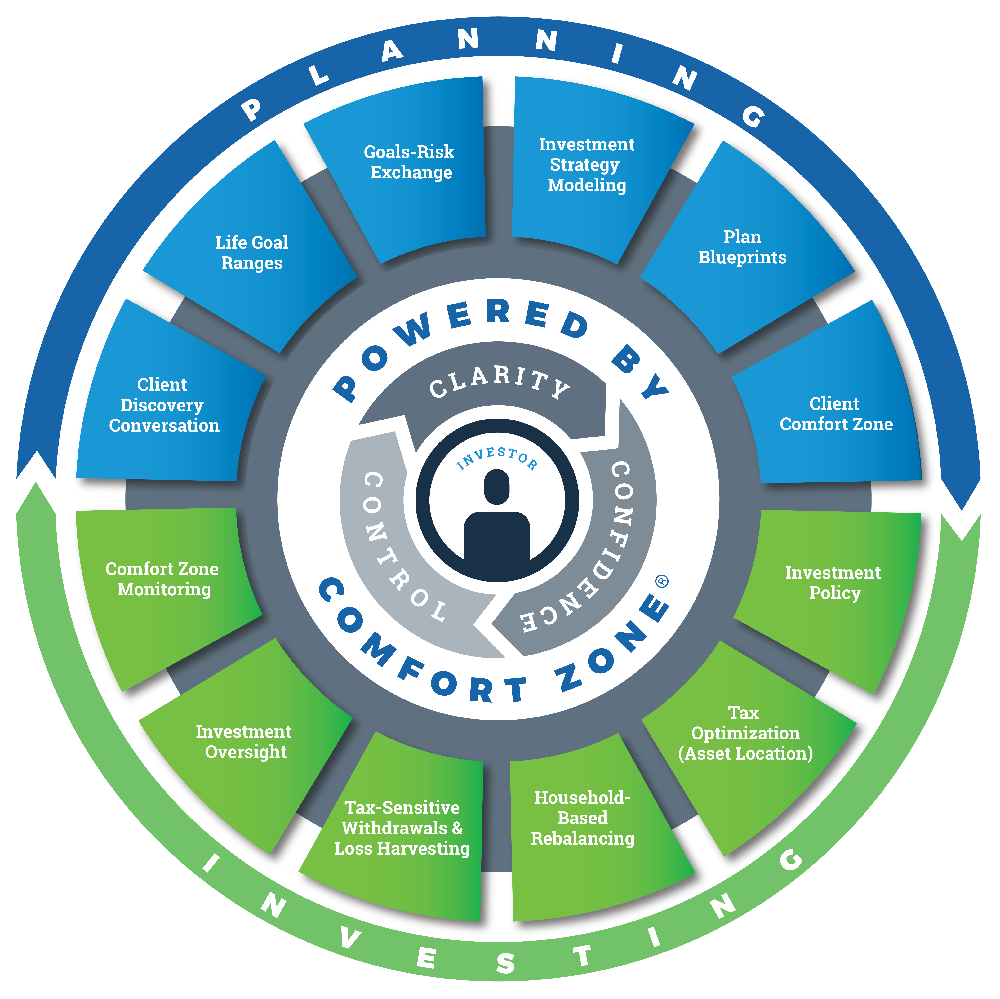 PLANNING
Goals-Risk
Exchange
Investment
Strategy
Modeling
Plan
Blueprints
Client
Comfort Zone
Investment
Policy
Tax
Optimization
(Asset Location)
Household-
Based
Rebalancing
Tax-Sensitive
Withdrawals &
Loss Harvesting
Investment
Oversight
Comfort Zone
Monitoring
Client
Discovery
Conversation
Life Goal
Ranges
INVESTING
POWERED BY
COMFORT ZONE®
CLARITY
CONFIDENCE
CONTROL
INVESTOR